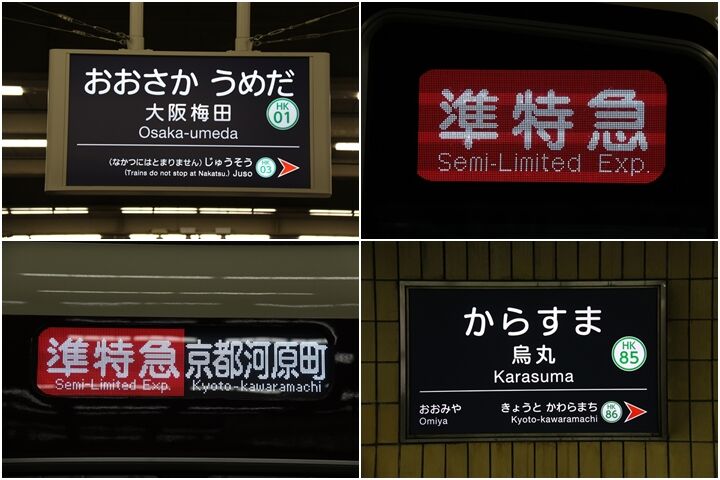 おおさか うめだ
大阪梅田
HK
01
Osaka-umeda
(なかつにはとまりません) じゅうそう
HK
03
(Trains do not stop at Nakatsu.) Juso
準特急
Semi-Limited Exp.
準特急 京都河原町
Semi-Limited Exp. Kyoto-kawaramachi
からすま
烏丸
HK
85
Karasuma
おおみや きょうと かわらまち
HK
86
Omiya Kyoto-kawaramachi